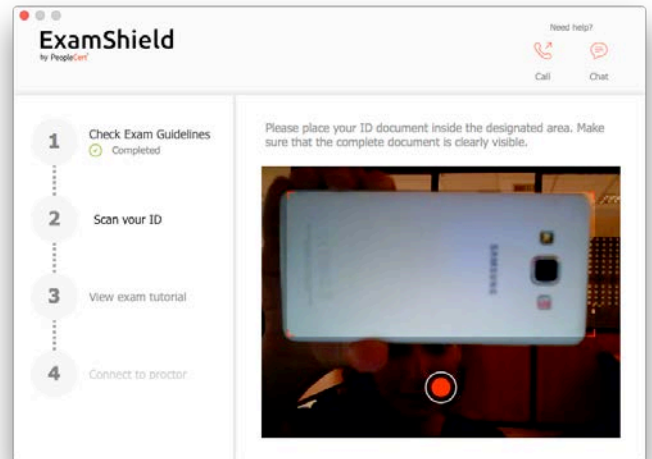 ExamShield
by PeopleCert
Need help?
Call
Chat
1
Check Exam Guidelines
Completed
2
Scan your ID
3
View exam tutorial
4
Connect to proctor
Please place your ID document inside the designated area. Make
sure that the complete document is clearly visible.
SAMSUNG